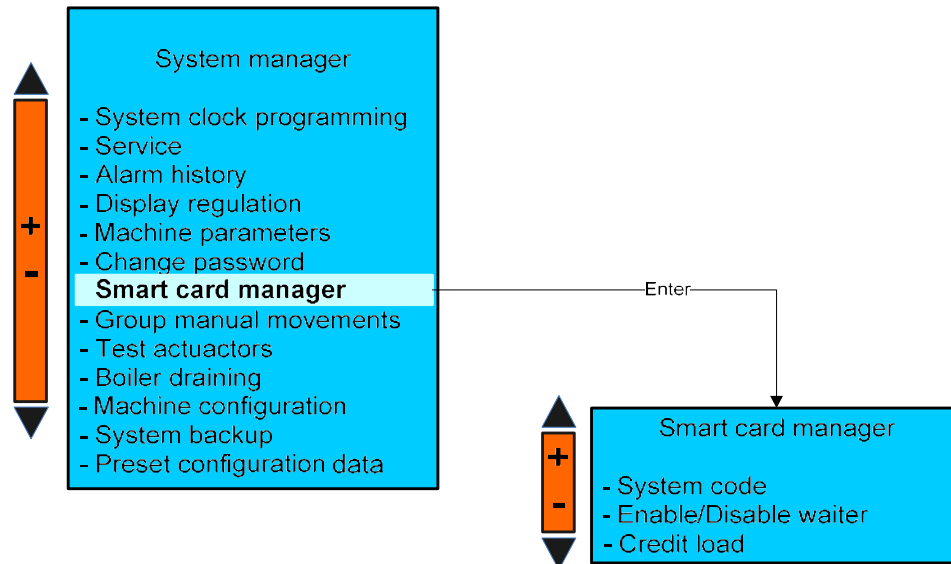 System manager
- System clock programming
- Service
- Alarm history
- Display regulation
- Machine parameters
- Change password
Smart card manager
- Group manual movements
- Test actuactors
- Boiler draining
- Machine configuration
- System backup
- Preset configuration data
+
-
Enter
Smart card manager
- System code
- Enable/Disable waiter
- Credit load
+
-